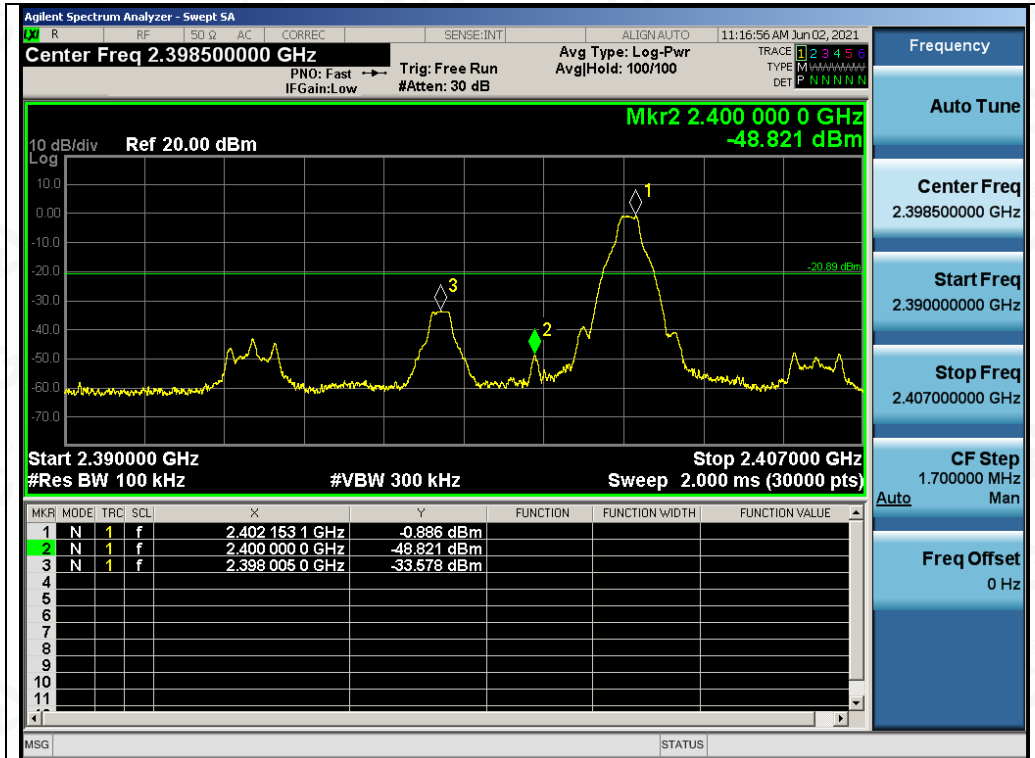 Agilent Spectrum Analyzer - Swept SA
LXI R RF 50 Ω AC CORREC SENSE:INT ALIGN AUTO 11:16:56 AM Jun 02, 2021
Center Freq 2.398500000 GHz
PNO: Fast
IFGain:Low
Trig: Free Run
#Atten: 30 dB
Avg Type: Log-Pwr
Avg|Hold: 100/100
TRACE 1 2 3 4 5 6
TYPE M WWWWW
DET P N N N N N
Mkr2 2.400 000 0 GHz
-48.821 dBm
10 dB/div Ref 20.00 dBm
Log
10.0
0.00
-10.0
-20.0
-30.0
-40.0
-50.0
-60.0
-70.0
1
2
3
-20.89 dBm
Start 2.390000 GHz Stop 2.407000 GHz
#Res BW 100 kHz #VBW 300 kHz Sweep 2.000 ms (30000 pts)
MKR MODE TRC SCL X Y FUNCTION FUNCTION WIDTH FUNCTION VALUE
1 N 1 f 2.402 153 1 GHz -0.886 dBm
2 N 1 f 2.400 000 0 GHz -48.821 dBm
3 N 1 f 2.398 005 0 GHz -33.578 dBm
4
5
6
7
8
9
10
11
MSG STATUS
Frequency
Auto Tune
Center Freq
2.398500000 GHz
Start Freq
2.390000000 GHz
Stop Freq
2.407000000 GHz
CF Step
1.700000 MHz
Auto Man
Freq Offset
0 Hz